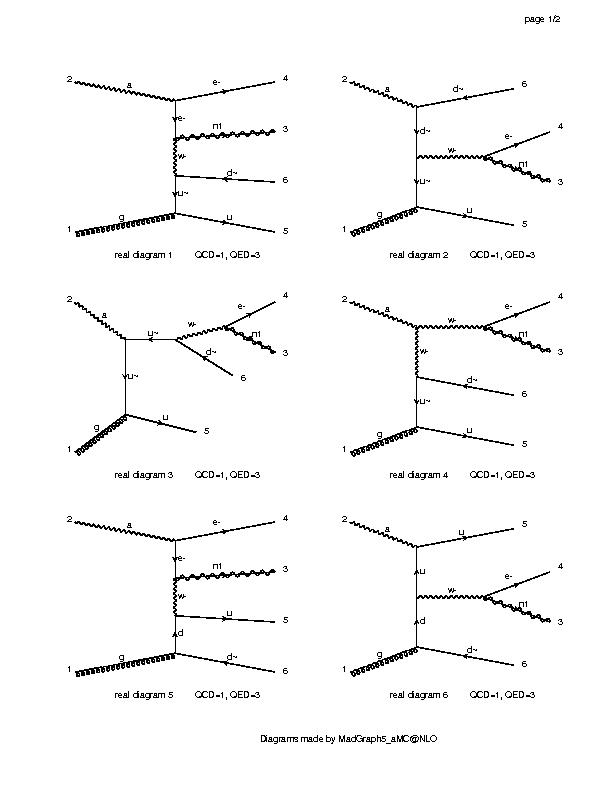 page 1/2
2 a e- 4
e-
n1 3
w-
d~ 6
u~
g u
1 5
real diagram 1 QCD=1, QED=3
2 a d~ 6
d~
e- 4
w-
n1
u~ 3
g u
1 5
real diagram 2 QCD=1, QED=3
2 a e- 4
w-
u~ n1
d~ 3
u~ 6
g u
1 5
real diagram 3 QCD=1, QED=3
2 a e- 4
w-
n1
w- 3
d~ 6
u~
g u
1 5
real diagram 4 QCD=1, QED=3
2 a e- 4
e-
n1 3
w-
u 5
d
g d~
1 6
real diagram 5 QCD=1, QED=3
2 a u 5
u
e- 4
w-
n1
d 3
g d~
1 6
real diagram 6 QCD=1, QED=3
Diagrams made by MadGraph5_aMC@NLO